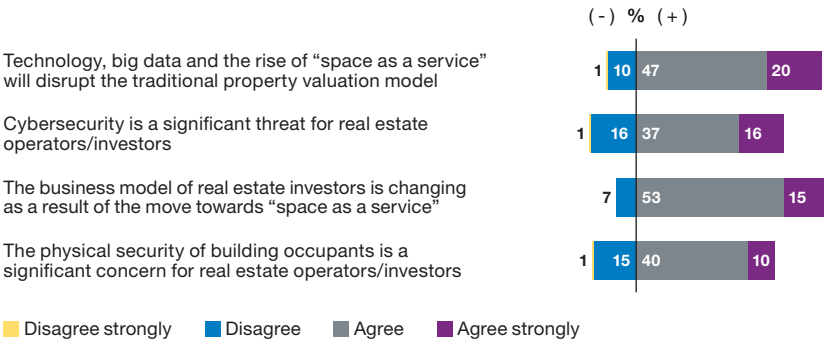 (-) % (+)
Technology, big data and the rise of “space as a service”
will disrupt the traditional property valuation model
1 10 47 20
Cybersecurity is a significant threat for real estate
operators/investors
1 16 37 16
The business model of real estate investors is changing
as a result of the move towards “space as a service”
7 53 15
The physical security of building occupants is a
significant concern for real estate operators/investors
1 15 40 10
Disagree strongly Disagree Agree Agree strongly